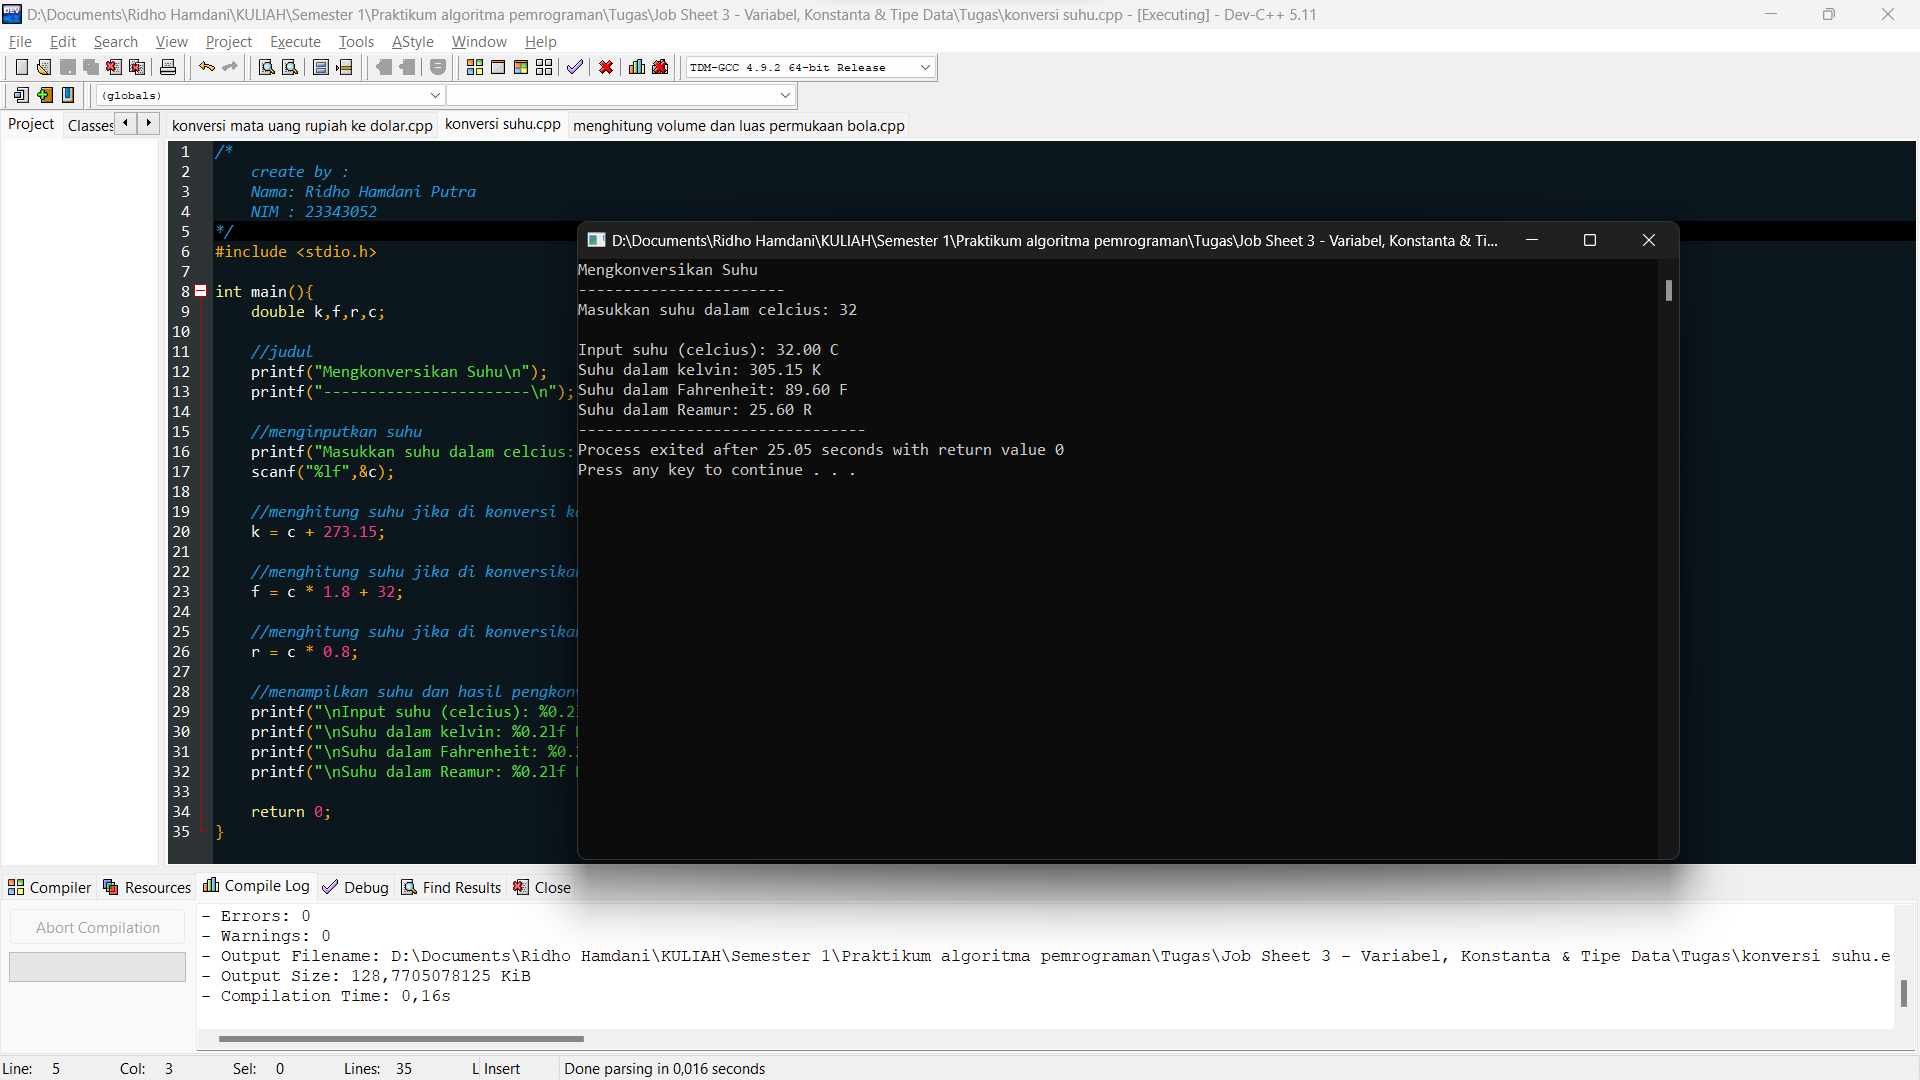 D:\Documents\Ridho Hamdani\KULIAH\Semester 1\Praktikum algoritma pemrograman\Tugas\Job Sheet 3 - Variabel, Konstanta & Tipe Data\Tugas\konversi suhu.cpp - [Executing] - Dev-C++ 5.11
File Edit Search View Project Execute Tools AStyle Window Help
TDM-GCC 4.9.2 64-bit Release
(globals)
Project Classes konversi mata uang rupiah ke dolar.cpp konversi suhu.cpp menghitung volume dan luas permukaan bola.cpp
1 /*
2 create by :
3 Nama: Ridho Hamdani Putra
4 NIM : 23343052
5 */
6 #include <stdio.h>
7
8 int main(){
9 double k,f,r,c;
10
11 //judul
12 printf("Mengkonversikan Suhu\n");
13 printf("-----------------------\n");
14
15 //menginputkan suhu
16 printf("Masukkan suhu dalam celcius:
17 scanf("%lf",&c);
18
19 //menghitung suhu jika di konversi
20 k = c + 273.15;
21
22 //menghitung suhu jika di
23 f = c * 1.8 + 32;
24
25 //menghitung suhu jika di
26 r = c * 0.8;
27
28 //menampilkan suhu dan hasil
29 printf("\nInput suhu (celcius): %0.2
30 printf("\nSuhu dalam kelvin: %0.2lf
31 printf("\nSuhu dalam Fahrenheit: %0.
32 printf("\nSuhu dalam Reamur: %0.2lf
33
34 return 0;
35 }
D:\Documents\Ridho Hamdani\KULIAH\Semester 1\Praktikum algoritma pemrograman\Tugas\Job Sheet 3 - Variabel, Konstanta & Ti...
Mengkonversikan Suhu
-----------------------
Masukkan suhu dalam celcius: 32
Input suhu (celcius): 32.00 C
Suhu dalam kelvin: 305.15 K
Suhu dalam Fahrenheit: 89.60 F
Suhu dalam Reamur: 25.60 R
--------------------------------
Process exited after 25.05 seconds with return value 0
Press any key to continue . . .
Compiler Resources Compile Log Debug Find Results Close
Abort Compilation
- Errors: 0
- Warnings: 0
- Output Filename: D:\Documents\Ridho Hamdani\KULIAH\Semester 1\Praktikum algoritma pemrograman\Tugas\Job Sheet 3 - Variabel, Konstanta & Tipe Data\Tugas\konversi suhu.e
- Output Size: 128,7705078125 KiB
- Compilation Time: 0,16s
Line: 5 Col: 3 Sel: 0 Lines: 35 L Insert Done parsing in 0,016 seconds